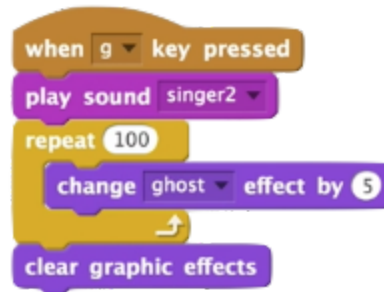 when g key pressed
play sound singer2
repeat 100
change ghost effect by 5
clear graphic effects